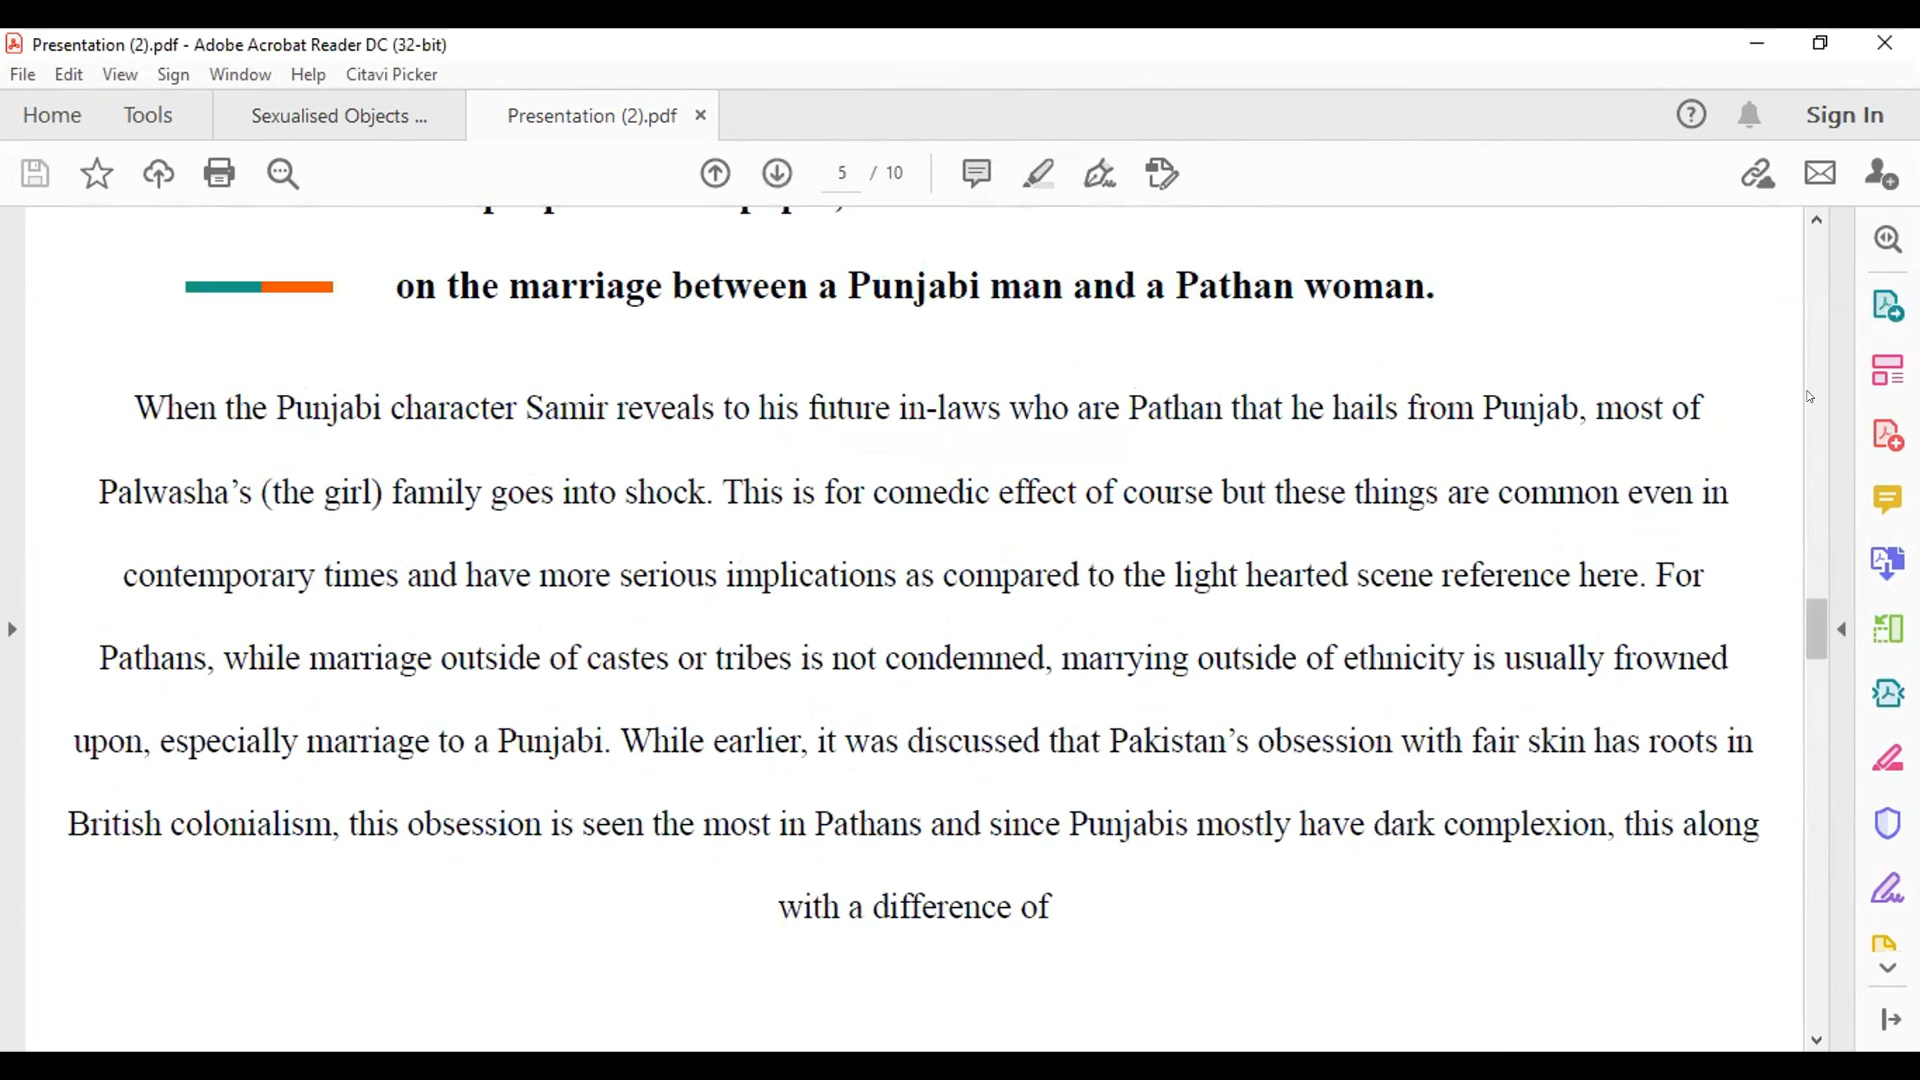 Presentation (2).pdf - Adobe Acrobat Reader DC (32-bit)
File Edit View Sign Window Help Citavi Picker
Home Tools Sexualised Objects ... Presentation (2).pdf Sign In
5 / 10
on the marriage between a Punjabi man and a Pathan woman.
When the Punjabi character Samir reveals to his future in-laws who are Pathan that he hails from Punjab, most of
Palwasha’s (the girl) family goes into shock. This is for comedic effect of course but these things are common even in
contemporary times and have more serious implications as compared to the light hearted scene reference here. For
Pathans, while marriage outside of castes or tribes is not condemned, marrying outside of ethnicity is usually frowned
upon, especially marriage to a Punjabi. While earlier, it was discussed that Pakistan’s obsession with fair skin has roots in
British colonialism, this obsession is seen the most in Pathans and since Punjabis mostly have dark complexion, this along
with a difference of